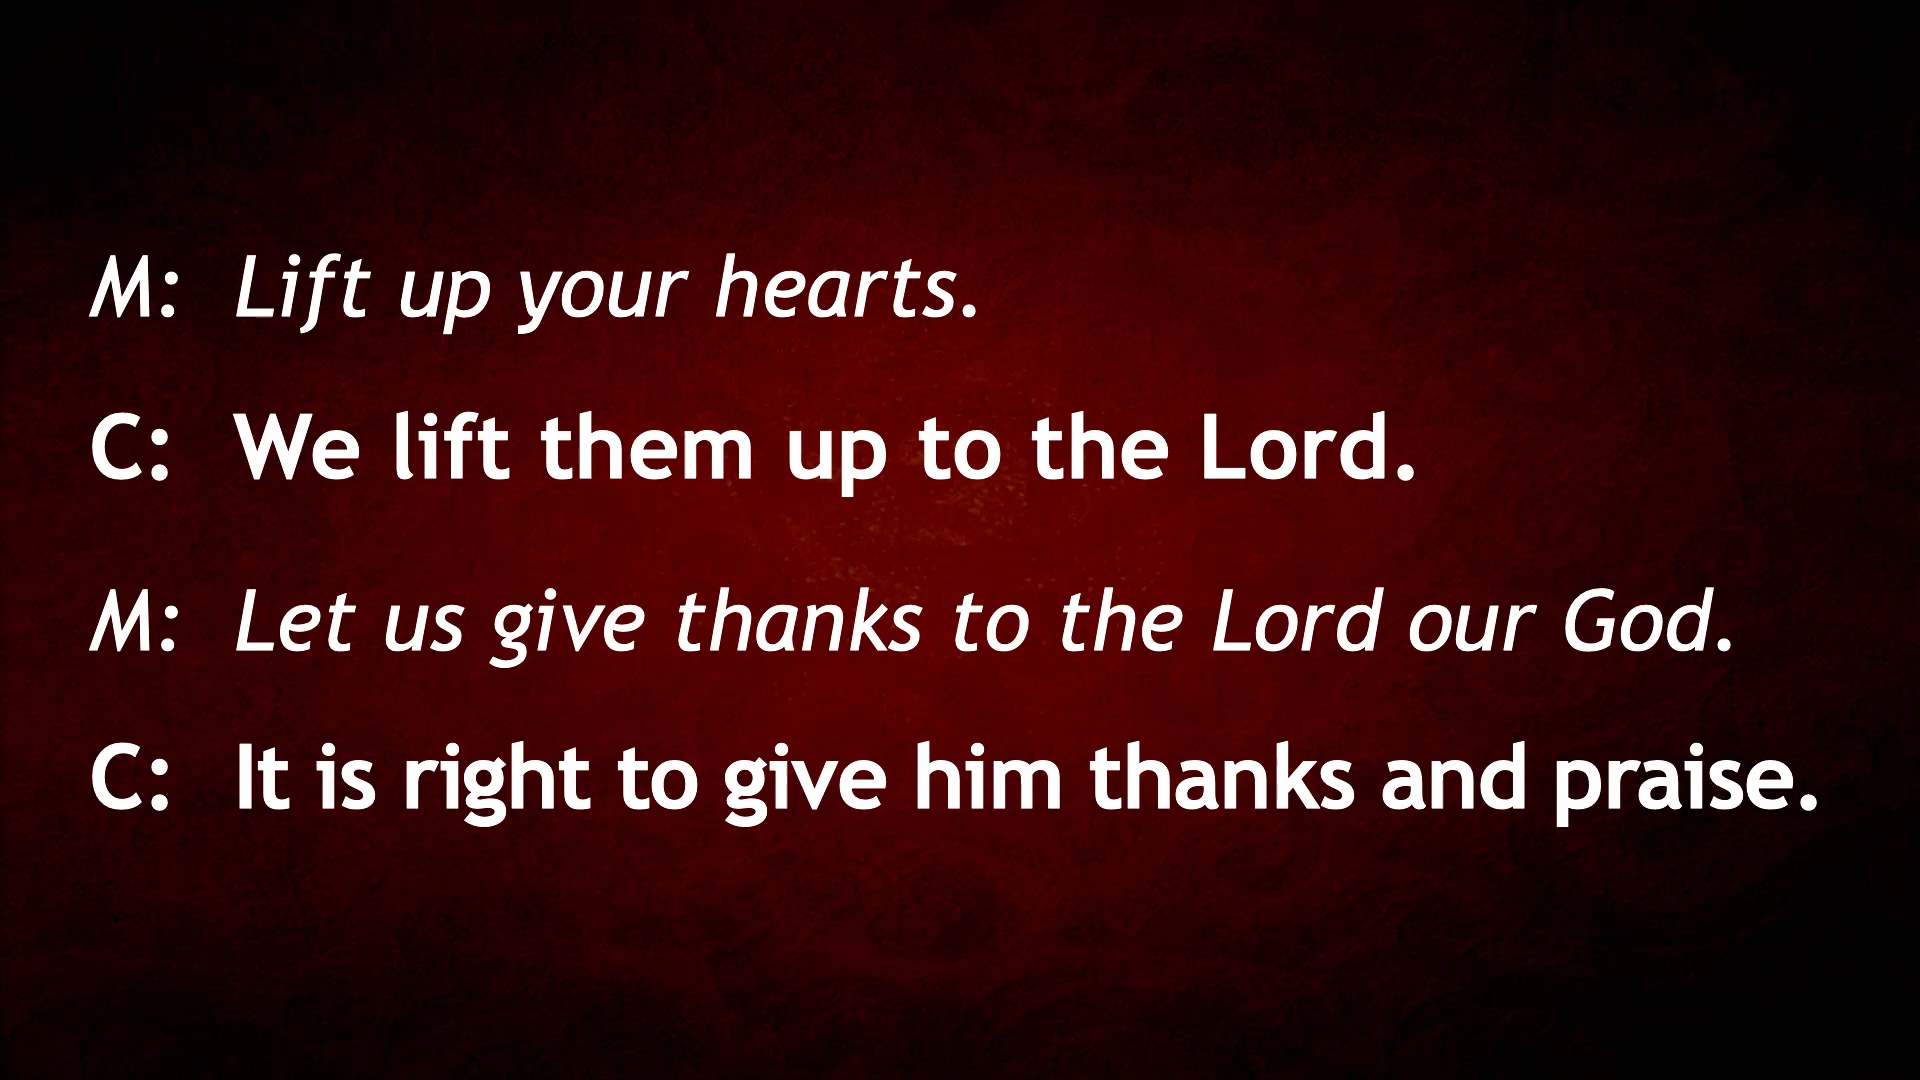 M: Lift up your hearts.
C: We lift them up to the Lord.
M: Let us give thanks to the Lord our God.
C: It is right to give him thanks and praise.